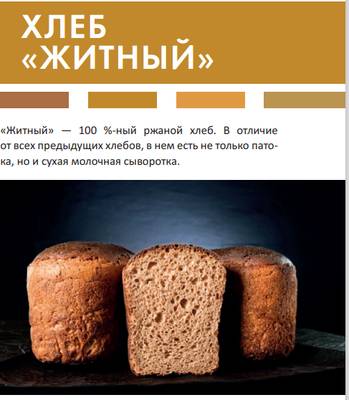 ХЛЕБ
«ЖИТНЫЙ»
«Житный» — 100 %-ный ржаной хлеб. В отличие
от всех предыдущих хлебов, в нем есть не только пато-
ка, но и сухая молочная сыворотка.